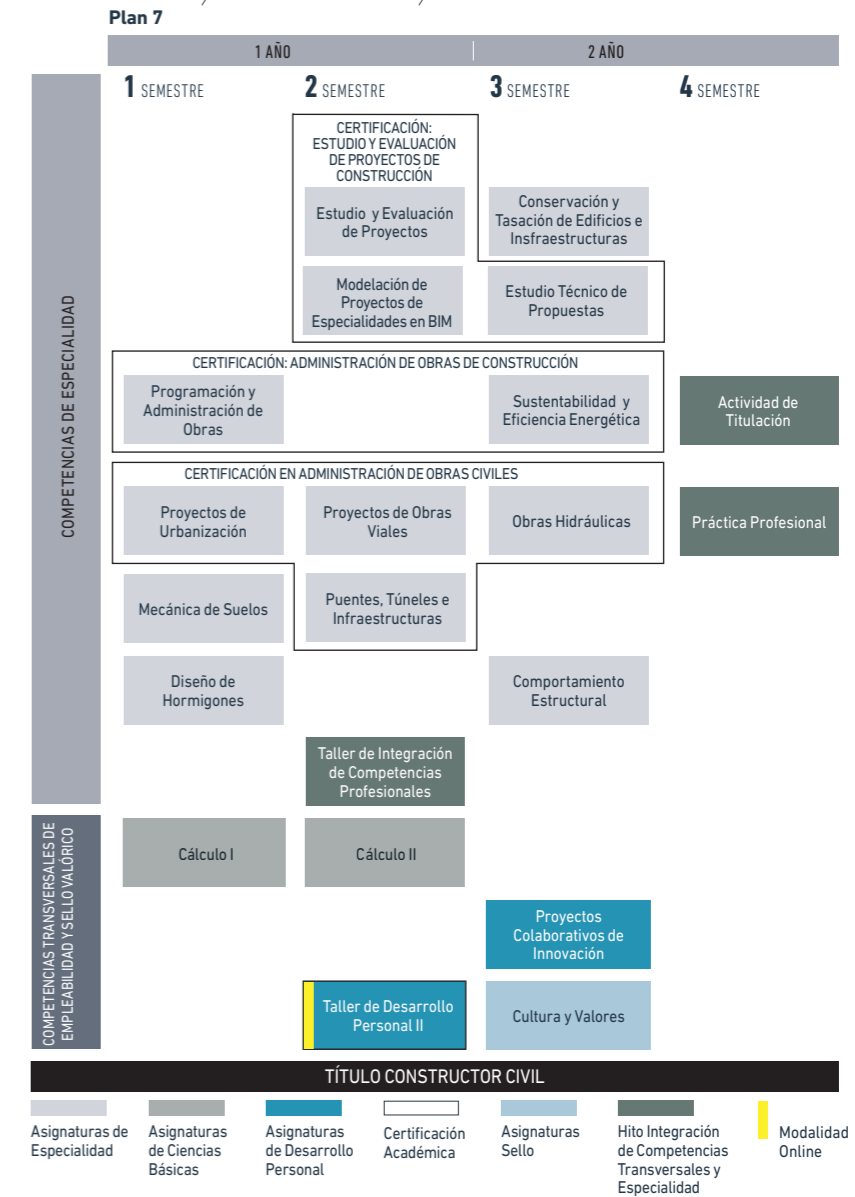 Plan 7
1 AÑO
2 AÑO
1 SEMESTRE
2 SEMESTRE
3 SEMESTRE
4 SEMESTRE
COMPETENCIAS DE ESPECIALIDAD
CERTIFICACIÓN:
ESTUDIO Y EVALUACIÓN
DE PROYECTOS DE
CONSTRUCCIÓN
Estudio y Evaluación
de Proyectos
Conservación y
Tasación de Edificios e
Insfraestructuras
Modelación de
Proyectos de
Especialidades en BIM
Estudio Técnico de
Propuestas
CERTIFICACIÓN: ADMINISTRACIÓN DE OBRAS DE CONSTRUCCIÓN
Programación y
Administración de
Obras
Sustentabilidad y
Eficiencia Energética
Actividad de
Titulación
CERTIFICACIÓN EN ADMINISTRACIÓN DE OBRAS CIVILES
Proyectos de
Urbanización
Proyectos de Obras
Viales
Obras Hidráulicas
Práctica Profesional
Mecánica de Suelos
Puentes, Túneles e
Infraestructuras
Diseño de
Hormigones
Comportamiento
Estructural
Taller de Integración
de Competencias
Profesionales
COMPETENCIAS TRANSVERSALES DE
EMPLEABILIDAD Y SELLO VALÓRICO
Cálculo I
Cálculo II
Proyectos
Colaborativos de
Innovación
Taller de Desarrollo
Personal II
Cultura y Valores
TÍTULO CONSTRUCTOR CIVIL
Asignaturas de
Especialidad
Asignaturas
de Ciencias
Básicas
Asignaturas
de Desarrollo
Personal
Certificación
Académica
Asignaturas
Sello
Hito Integración
de Competencias
Transversales y
Especialidad
Modalidad
Online